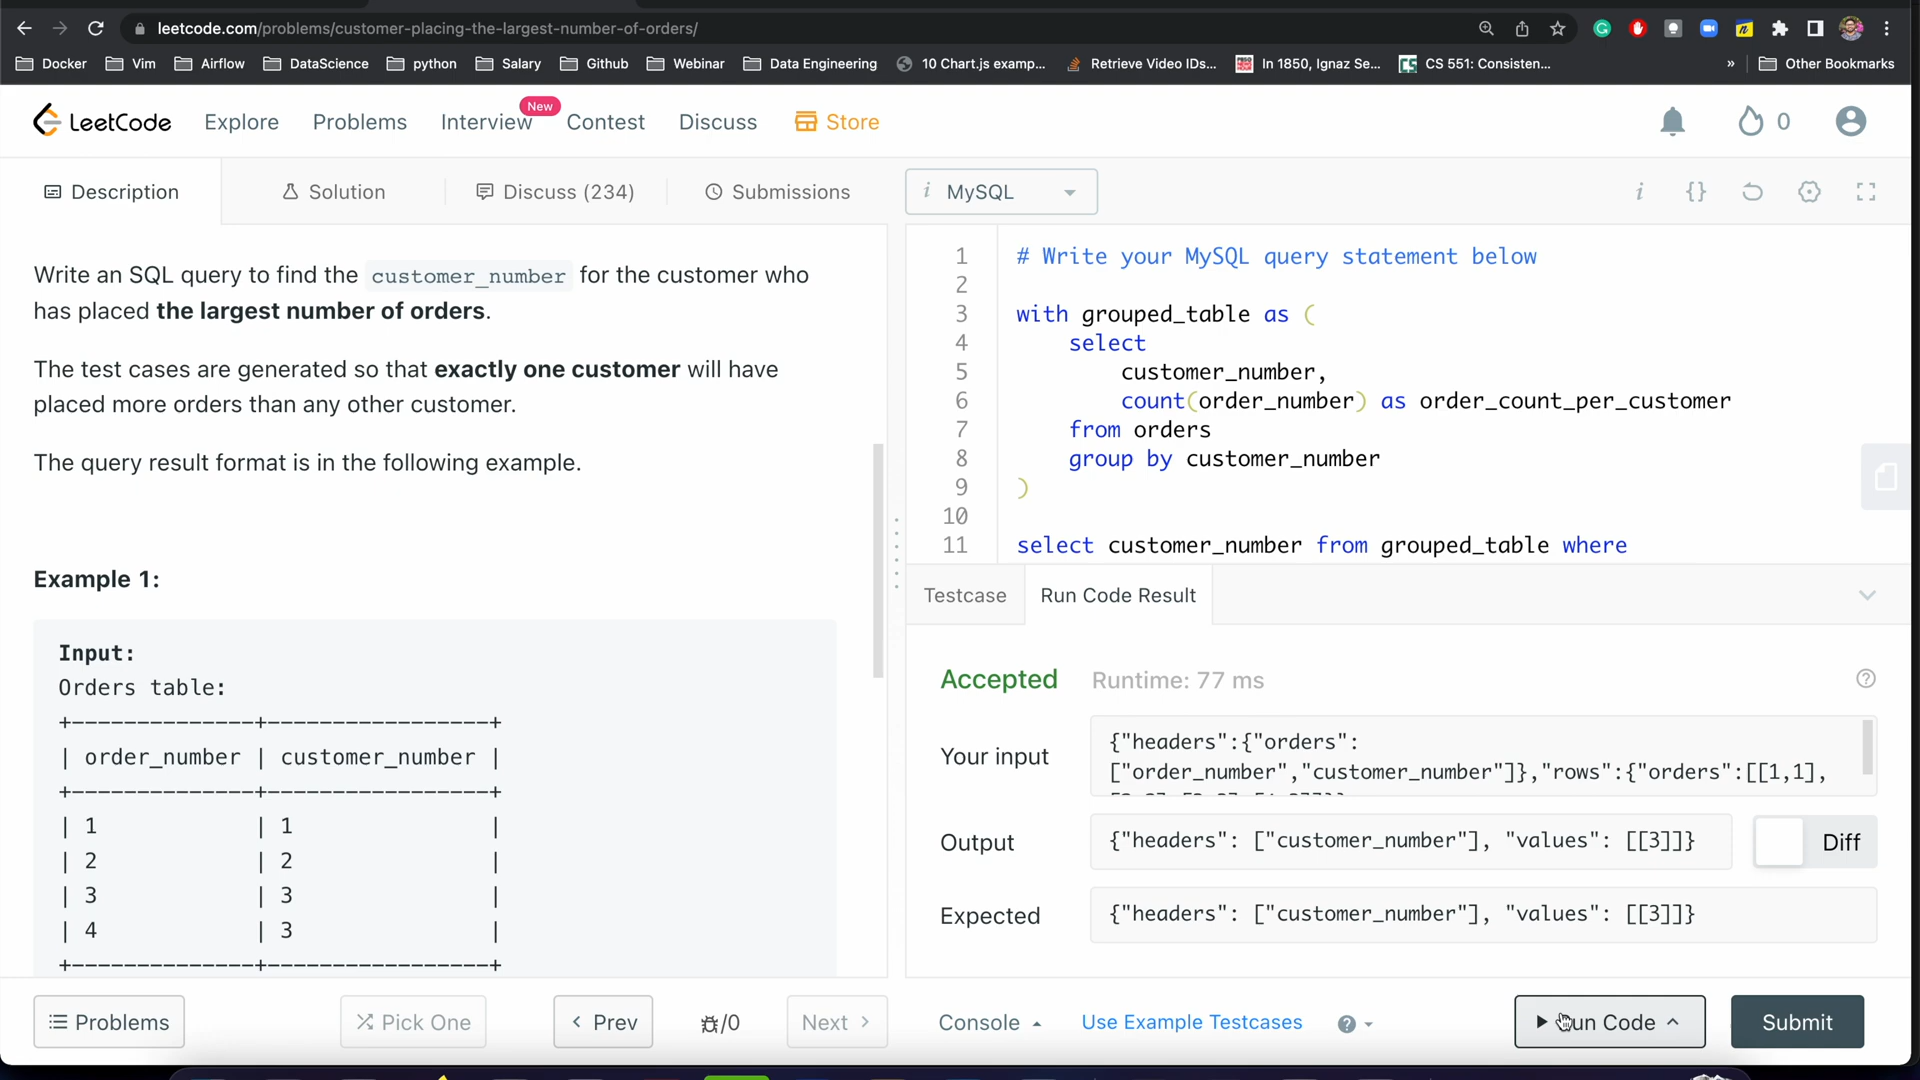 leetcode.com/problems/customer-placing-the-largest-number-of-orders/
Docker Vim Airflow DataScience python Salary Github Webinar Data Engineering 10 Chart.js examp... Retrieve Video IDs... In 1850, Ignaz Se... CS 551: Consisten... » Other Bookmarks
LeetCode Explore Problems Interview New Contest Discuss Store 0
Description Solution Discuss (234) Submissions
Write an SQL query to find the customer_number for the customer who
has placed the largest number of orders.
The test cases are generated so that exactly one customer will have
placed more orders than any other customer.
The query result format is in the following example.
Example 1:
Input:
Orders table:
+--------------+-----------------+
| order_number | customer_number |
+--------------+-----------------+
| 1            | 1               |
| 2            | 2               |
| 3            | 3               |
| 4            | 3               |
+--------------+-----------------+
i MySQL i {}
1 # Write your MySQL query statement below
2
3 with grouped_table as (
4 select
5 customer_number,
6 count(order_number) as order_count_per_customer
7 from orders
8 group by customer_number
9 )
10
11 select customer_number from grouped_table where
Testcase Run Code Result
Accepted Runtime: 77 ms
Your input
{"headers":{"orders":
["order_number","customer_number"]},"rows":{"orders":[[1,1],
Output {"headers": ["customer_number"], "values": [[3]]} Diff
Expected {"headers": ["customer_number"], "values": [[3]]}
Problems Pick One < Prev /0 Next > Console Use Example Testcases ? un Code Submit